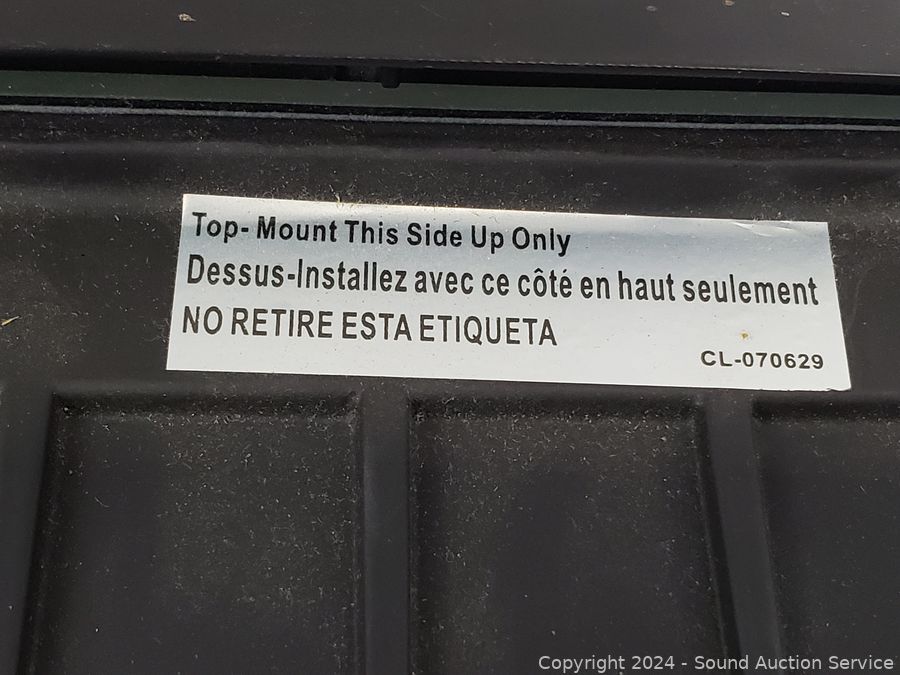 Top- Mount This Side Up Only
Dessus-Installez avec ce côté en haut seulement
NO RETIRE ESTA ETIQUETA
CL-070629
Copyright 2024 - Sound Auction Service